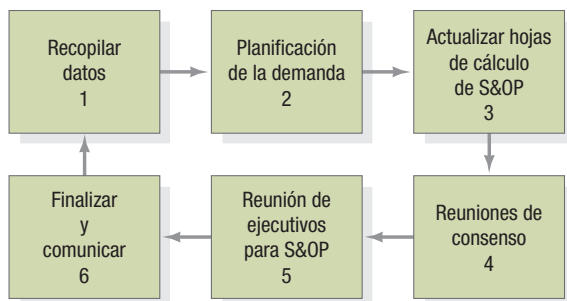 Recopilar
datos
1
Planificación
de la demanda
2
Actualizar hojas
de cálculo
de S&OP
3
Reuniones de
consenso
4
Reunión de
ejecutivos
para S&OP
5
Finalizar
y
comunicar
6